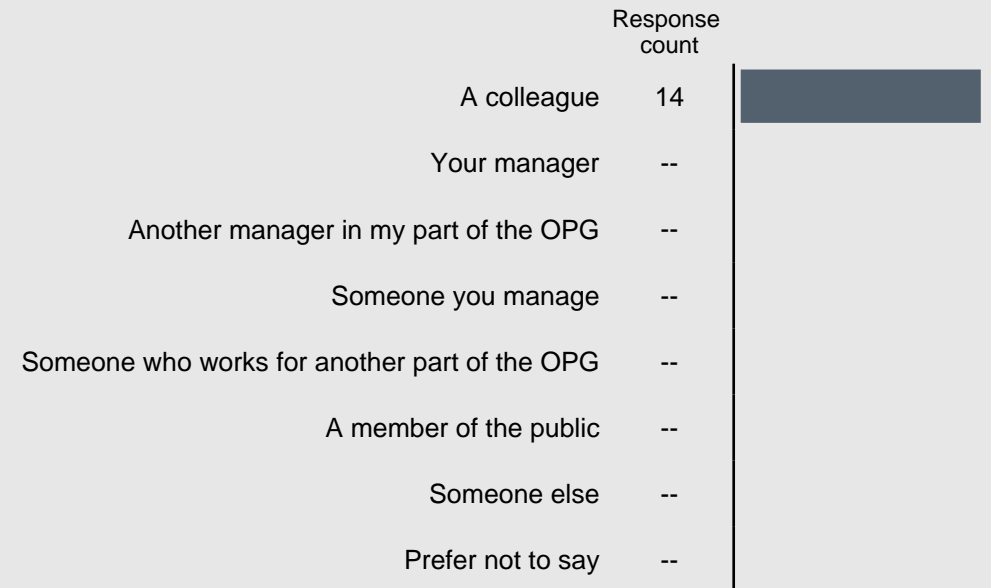 Response
count
A colleague 14
Your manager --
Another manager in my part of the OPG --
Someone you manage --
Someone who works for another part of the OPG --
A member of the public --
Someone else --
Prefer not to say --